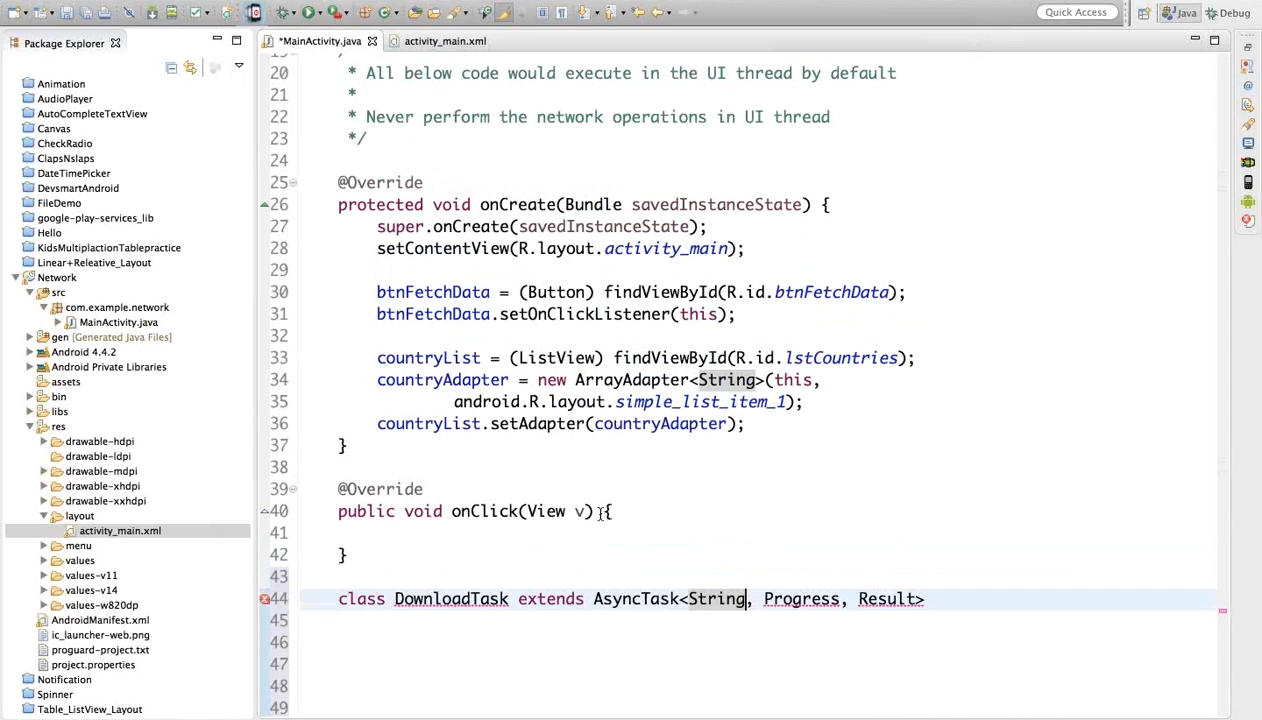 Quick Access
Java
Debug
Package Explorer
*MainActivity.java
activity_main.xml
Animation
AudioPlayer
AutoCompleteTextView
Canvas
CheckRadio
ClapsNslaps
DateTimePicker
DevsmartAndroid
FileDemo
google-play-services_lib
Hello
KidsMultiplactionTablepractice
Linear+Releative_Layout
Network
src
com.example.network
MainActivity.java
gen [Generated Java Files]
Android 4.4.2
Android Private Libraries
assets
bin
libs
res
drawable-hdpi
drawable-ldpi
drawable-mdpi
drawable-xhdpi
drawable-xxhdpi
layout
activity_main.xml
menu
values
values-v11
values-v14
values-w820dp
AndroidManifest.xml
ic_launcher-web.png
proguard-project.txt
project.properties
Notification
Spinner
Table_ListView_Layout
19 /*
20 * All below code would execute in the UI thread by default
21 *
22 * Never perform the network operations in UI thread
23 */
24
25 @Override
26 protected void onCreate(Bundle savedInstanceState) {
27 super.onCreate(savedInstanceState);
28 setContentView(R.layout.activity_main);
29
30 btnFetchData = (Button) findViewById(R.id.btnFetchData);
31 btnFetchData.setOnClickListener(this);
32
33 countryList = (ListView) findViewById(R.id.lstCountries);
34 countryAdapter = new ArrayAdapter<String>(this,
35 android.R.layout.simple_list_item_1);
36 countryList.setAdapter(countryAdapter);
37 }
38
39 @Override
40 public void onClick(View v) {
41
42 }
43
44 class DownloadTask extends AsyncTask<String, Progress, Result>
45
46
47
48
49